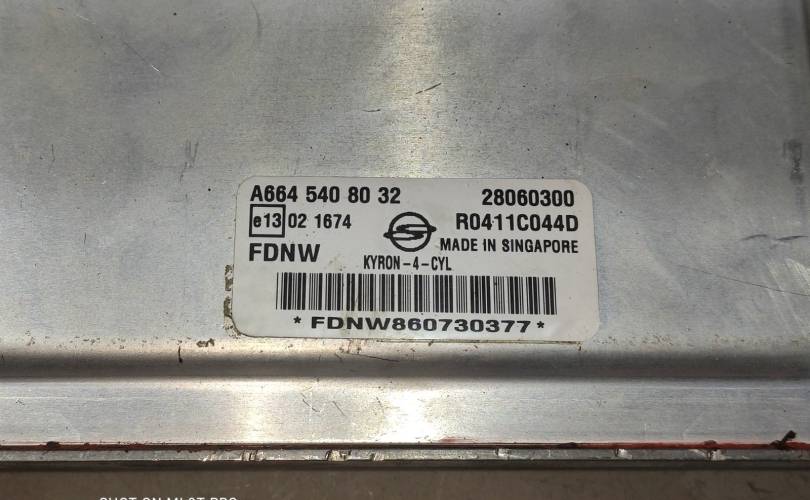 A664 540 80 32 28060300
e13 02 1674 R0411C044D
FDNW MADE IN SINGAPORE
KYRON-4-CYL
*FDNW860730377*